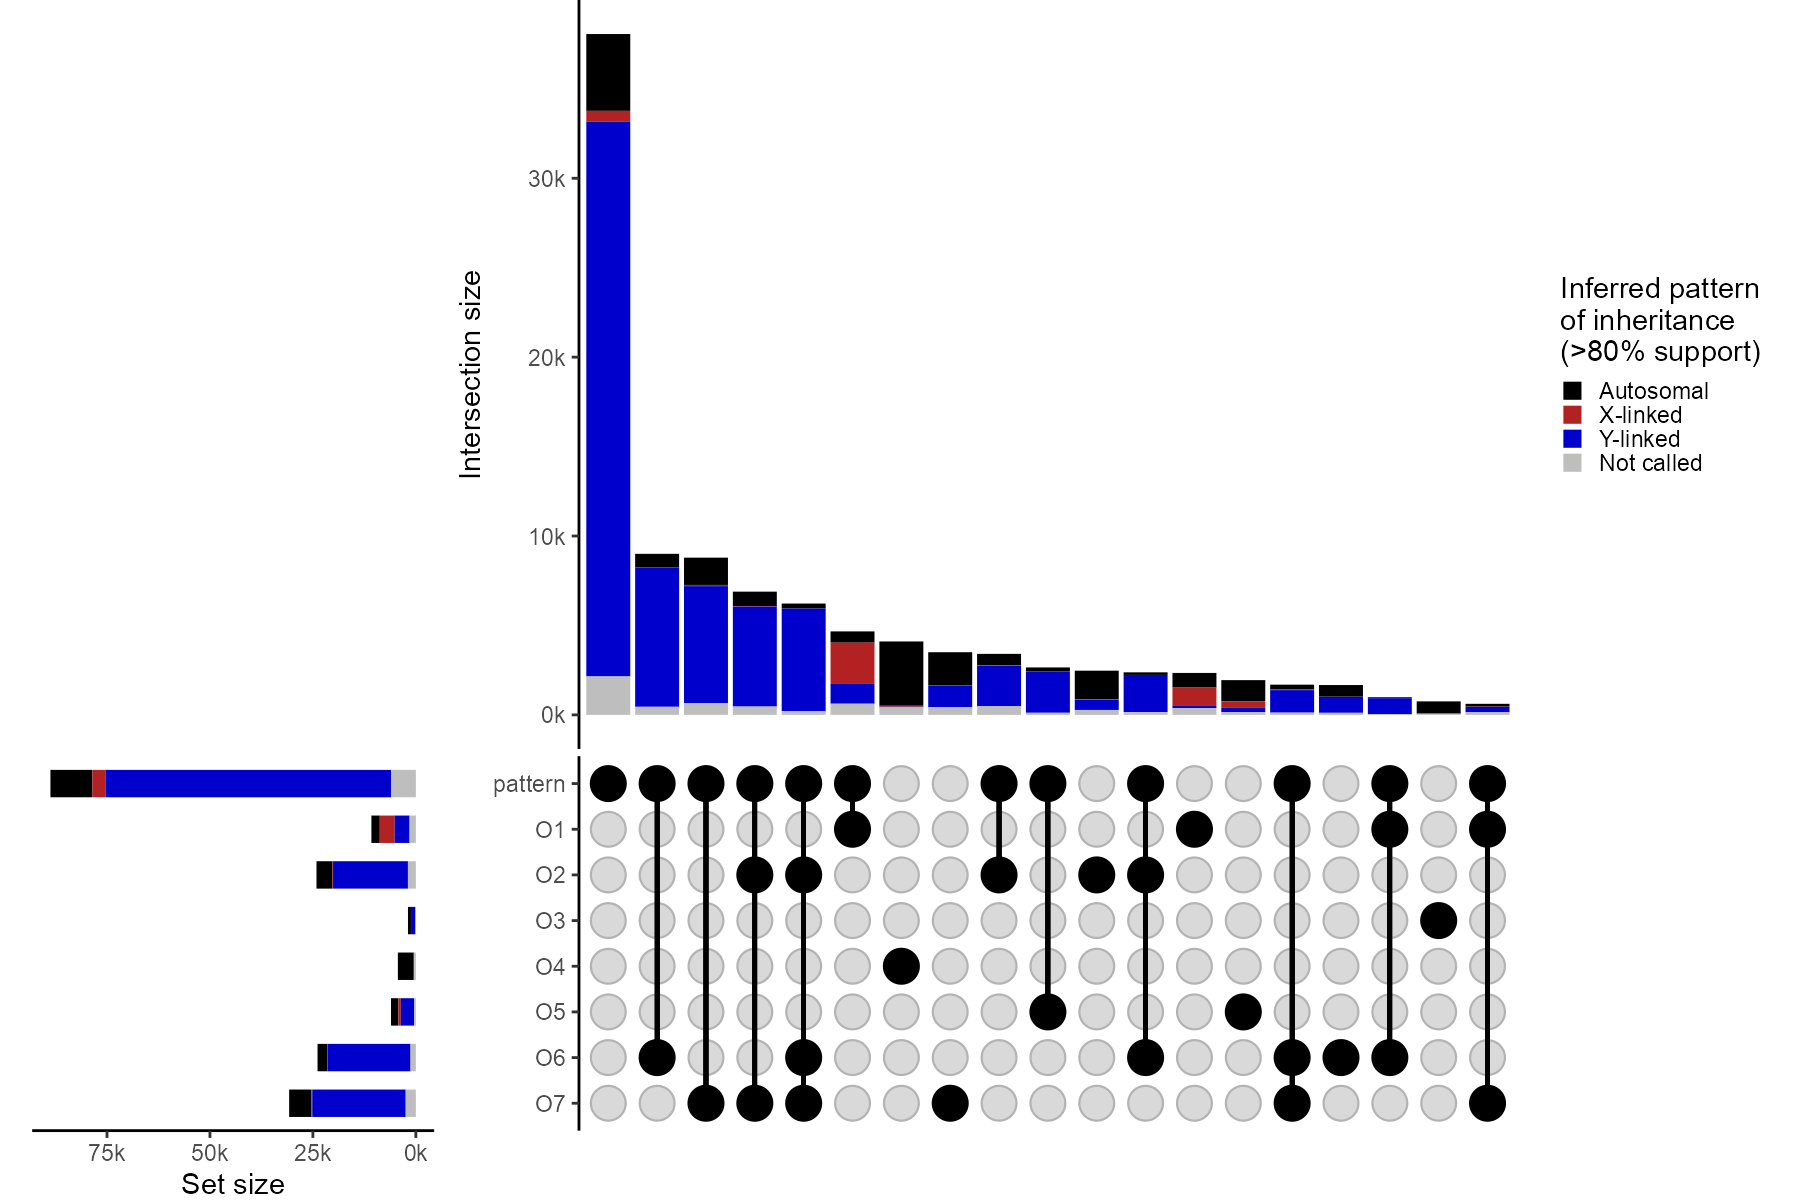 Intersection size
30k
20k
10k
0k
Inferred pattern
of inheritance
(>80% support)
Autosomal
X-linked
Y-linked
Not called
pattern
O1
O2
O3
O4
O5
O6
O7
75k 50k 25k 0k
Set size